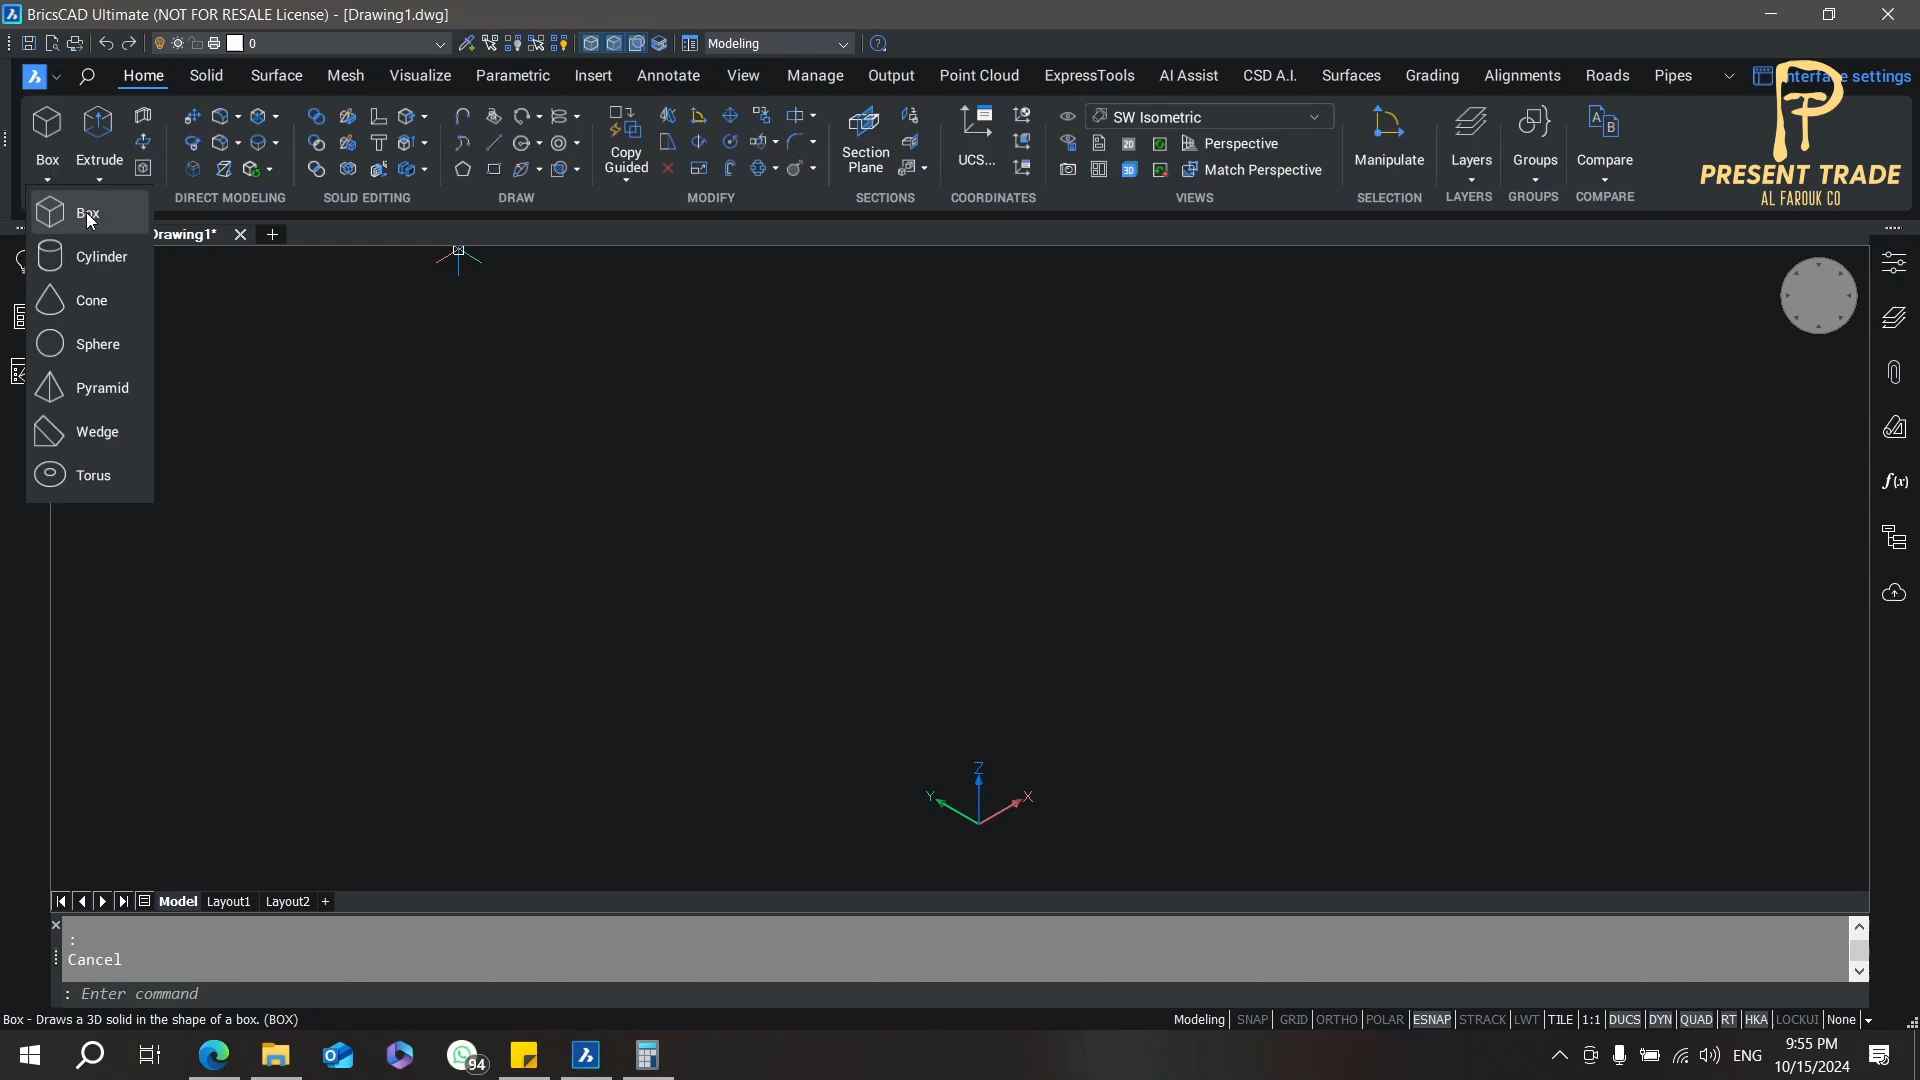 BricsCAD Ultimate (NOT FOR RESALE License) - [Drawing1.dwg]
0
Modeling
Home Solid Surface Mesh Visualize Parametric Insert Annotate View Manage Output Point Cloud ExpressTools AI Assist CSD A.I. Surfaces Grading Alignments Roads Pipes Interface settings
Box Extrude
Copy Guided
Section Plane
UCS...
SW Isometric
Perspective
Match Perspective
Manipulate
Layers
Groups
Compare
DIRECT MODELING SOLID EDITING DRAW MODIFY SECTIONS COORDINATES VIEWS SELECTION LAYERS GROUPS COMPARE
PRESENT TRADE
AL FAROUK CO
Drawing1*
Box
Cylinder
Cone
Sphere
Pyramid
Wedge
Torus
f(x)
Z
Y
X
Model Layout1 Layout2 +
:
Cancel
: Enter command
Box - Draws a 3D solid in the shape of a box. (BOX)
Modeling SNAP GRID ORTHO POLAR ESNAP STRACK LWT TILE 1:1 DUCS DYN QUAD RT HKA LOCKUI None
94
ENG
9:55 PM
10/15/2024